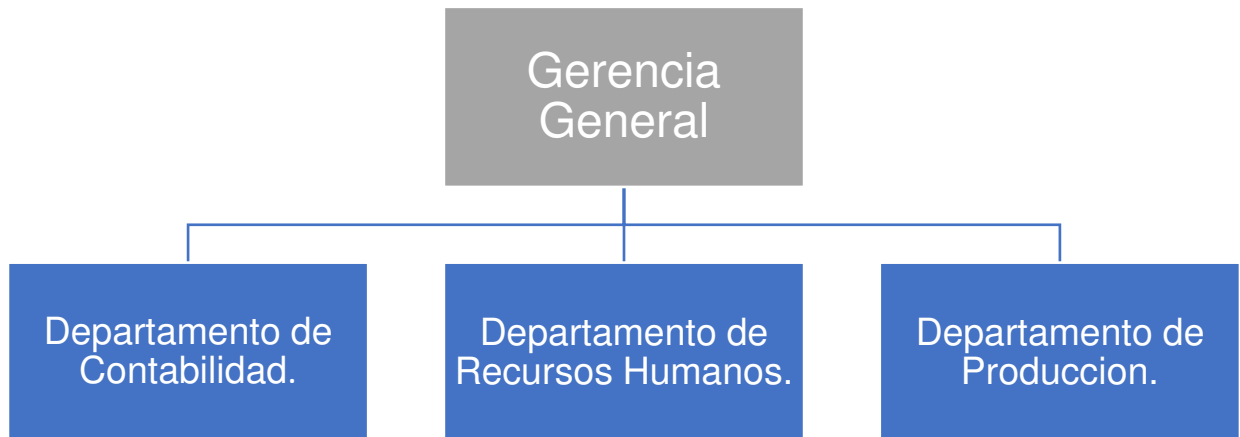 Gerencia
General
Departamento de
Contabilidad.
Departamento de
Recursos Humanos.
Departamento de
Produccion.